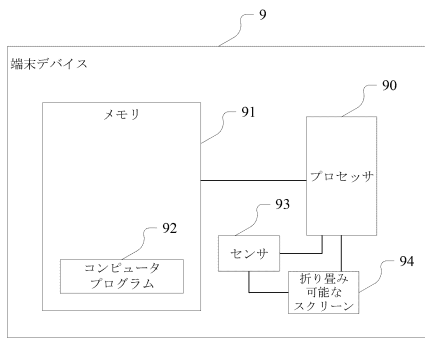 9
端末デバイス
90
メモリ
91
プロセッサ
93
92
センサ
コンピュータ
プログラム
折り畳み
可能な
スクリーン
94